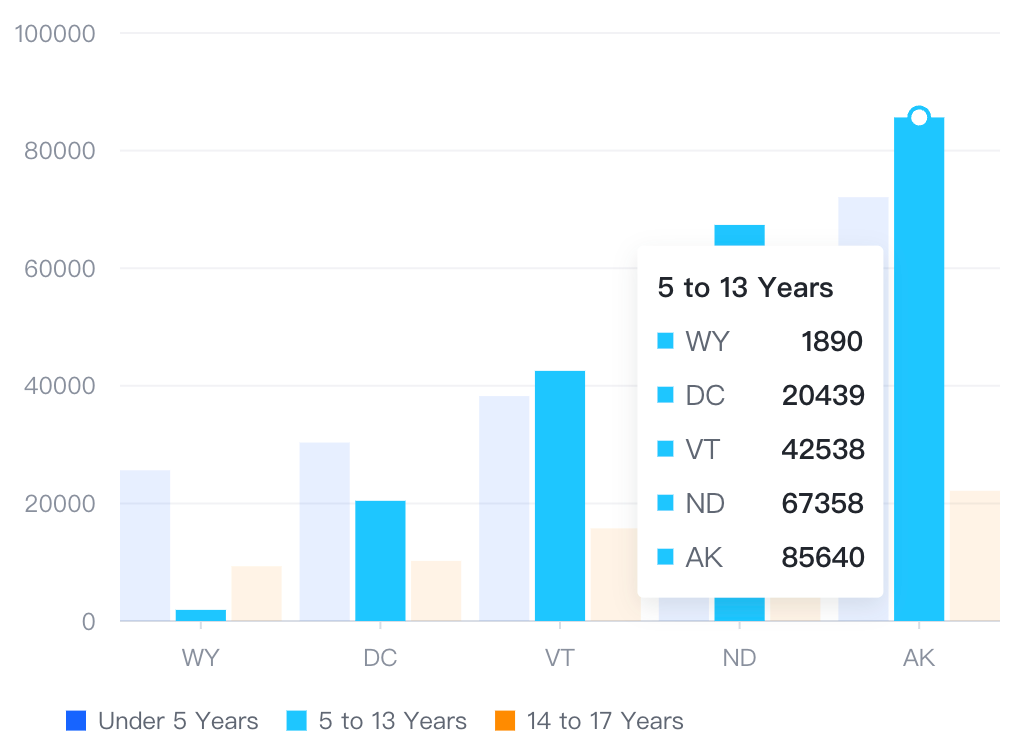 100000
80000
60000
40000
20000
0
5 to 13 Years
WY 1890
DC 20439
VT 42538
ND 67358
AK 85640
WY DC VT ND AK
Under 5 Years 5 to 13 Years 14 to 17 Years